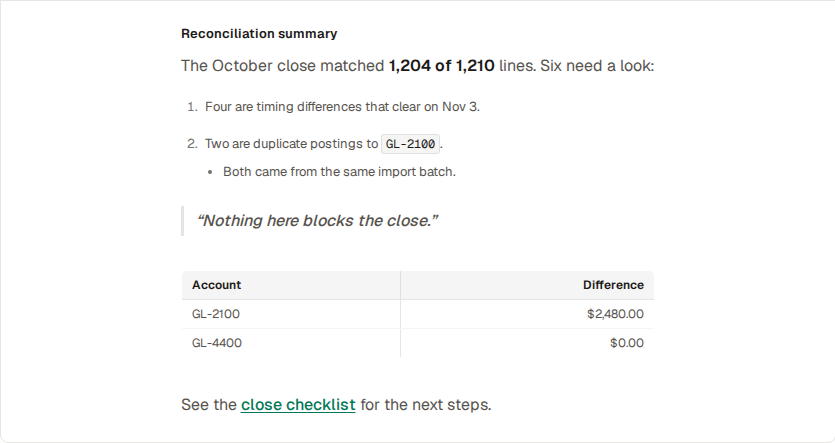 Reconciliation summary
The October close matched 1,204 of 1,210 lines. Six need a look:
1. Four are timing differences that clear on Nov 3.
2. Two are duplicate postings to GL-2100.
• Both came from the same import batch.
“Nothing here blocks the close.”
Account Difference
GL-2100 $2,480.00
GL-4400 $0.00
See the close checklist for the next steps.